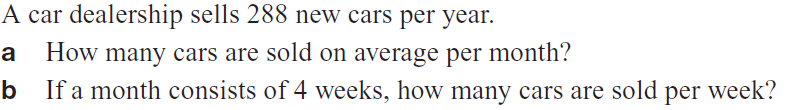 A car dealership sells 288 new cars per year.
a How many cars are sold on average per month?
b If a month consists of 4 weeks, how many cars are sold per week?